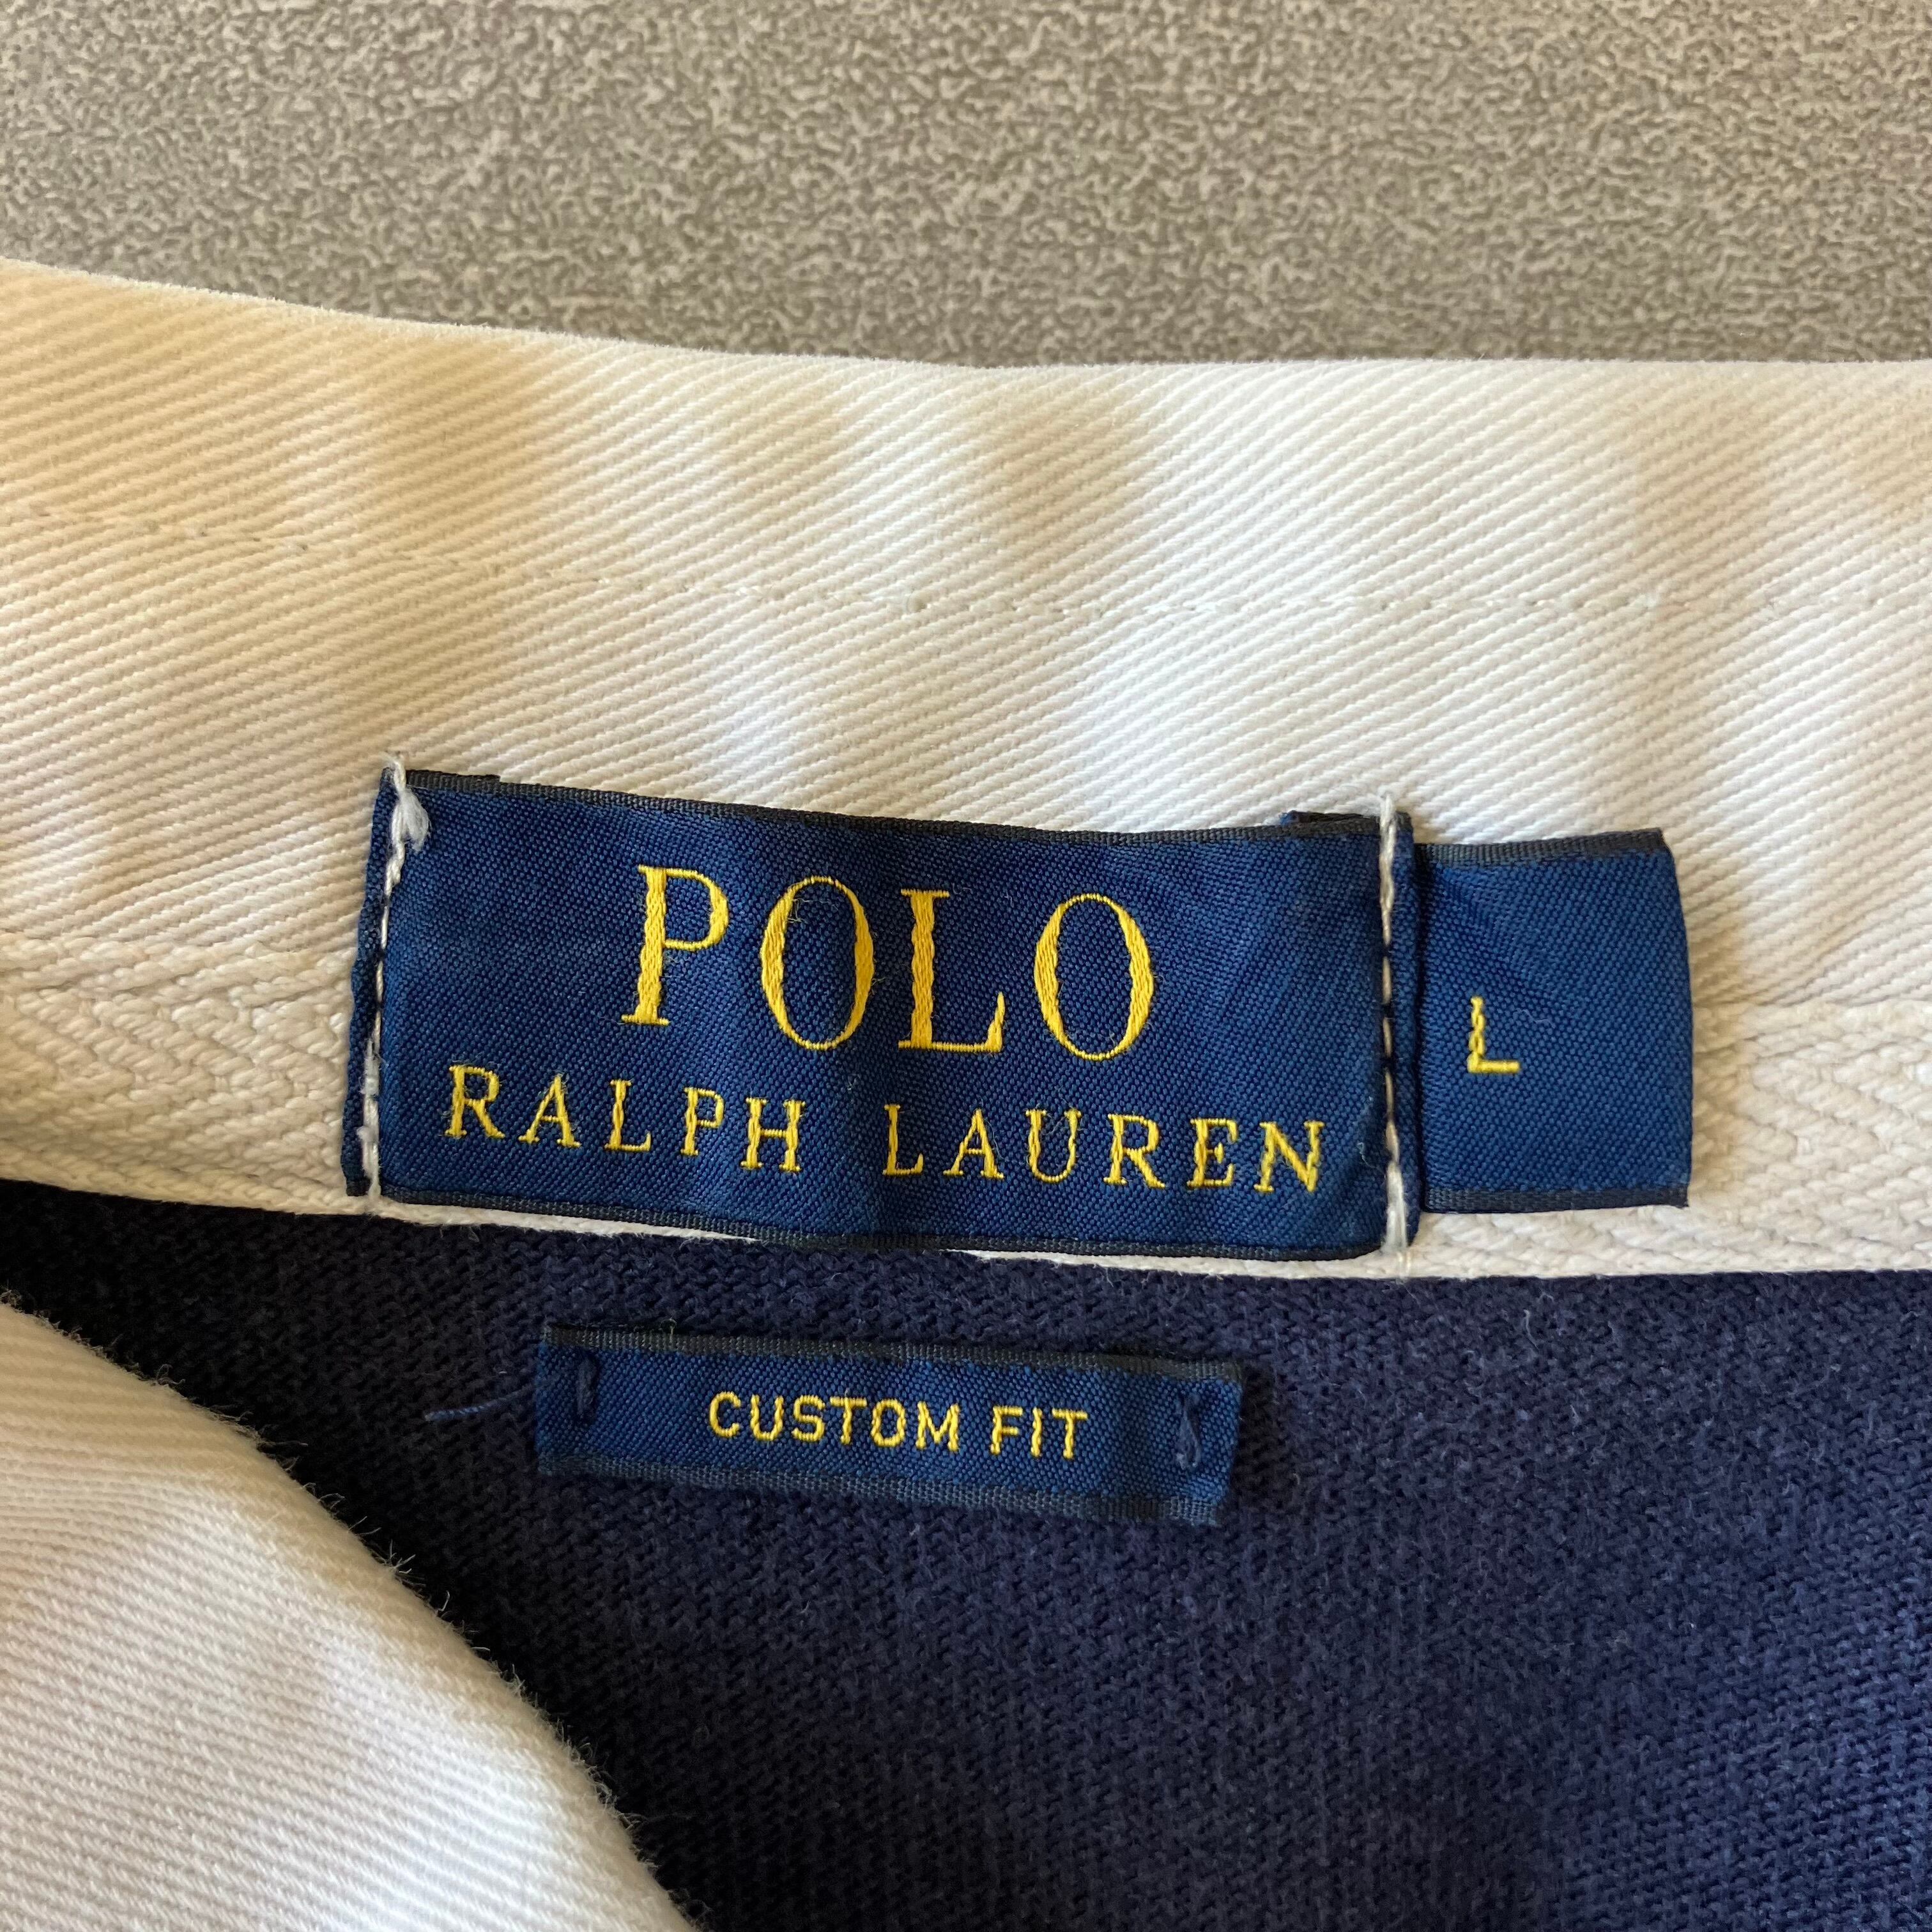 POLO
RALPH LAUREN
L
CUSTOM FIT